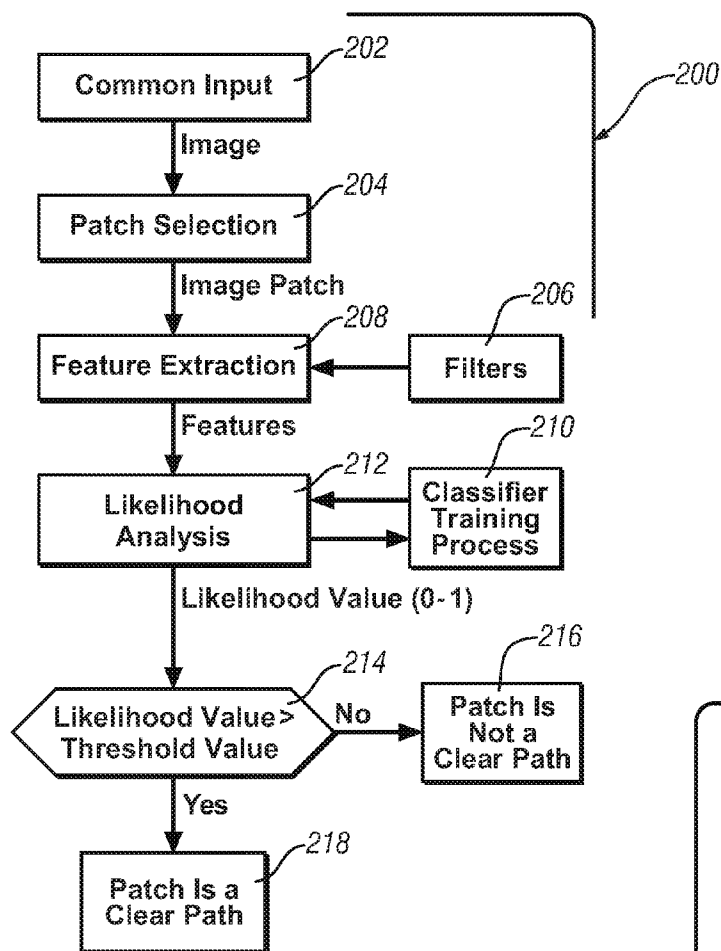 202
Common Input
200
Image
204
Patch Selection
Image Patch
206
208
Feature Extraction
Filters
Features
210
212
Likelihood
Analysis
Classifier
Training
Process
Likelihood Value (0-1)
214
216
Likelihood Value>
Threshold Value
No
Patch Is
Not a
Clear Path
Yes
218
Patch Is a
Clear Path